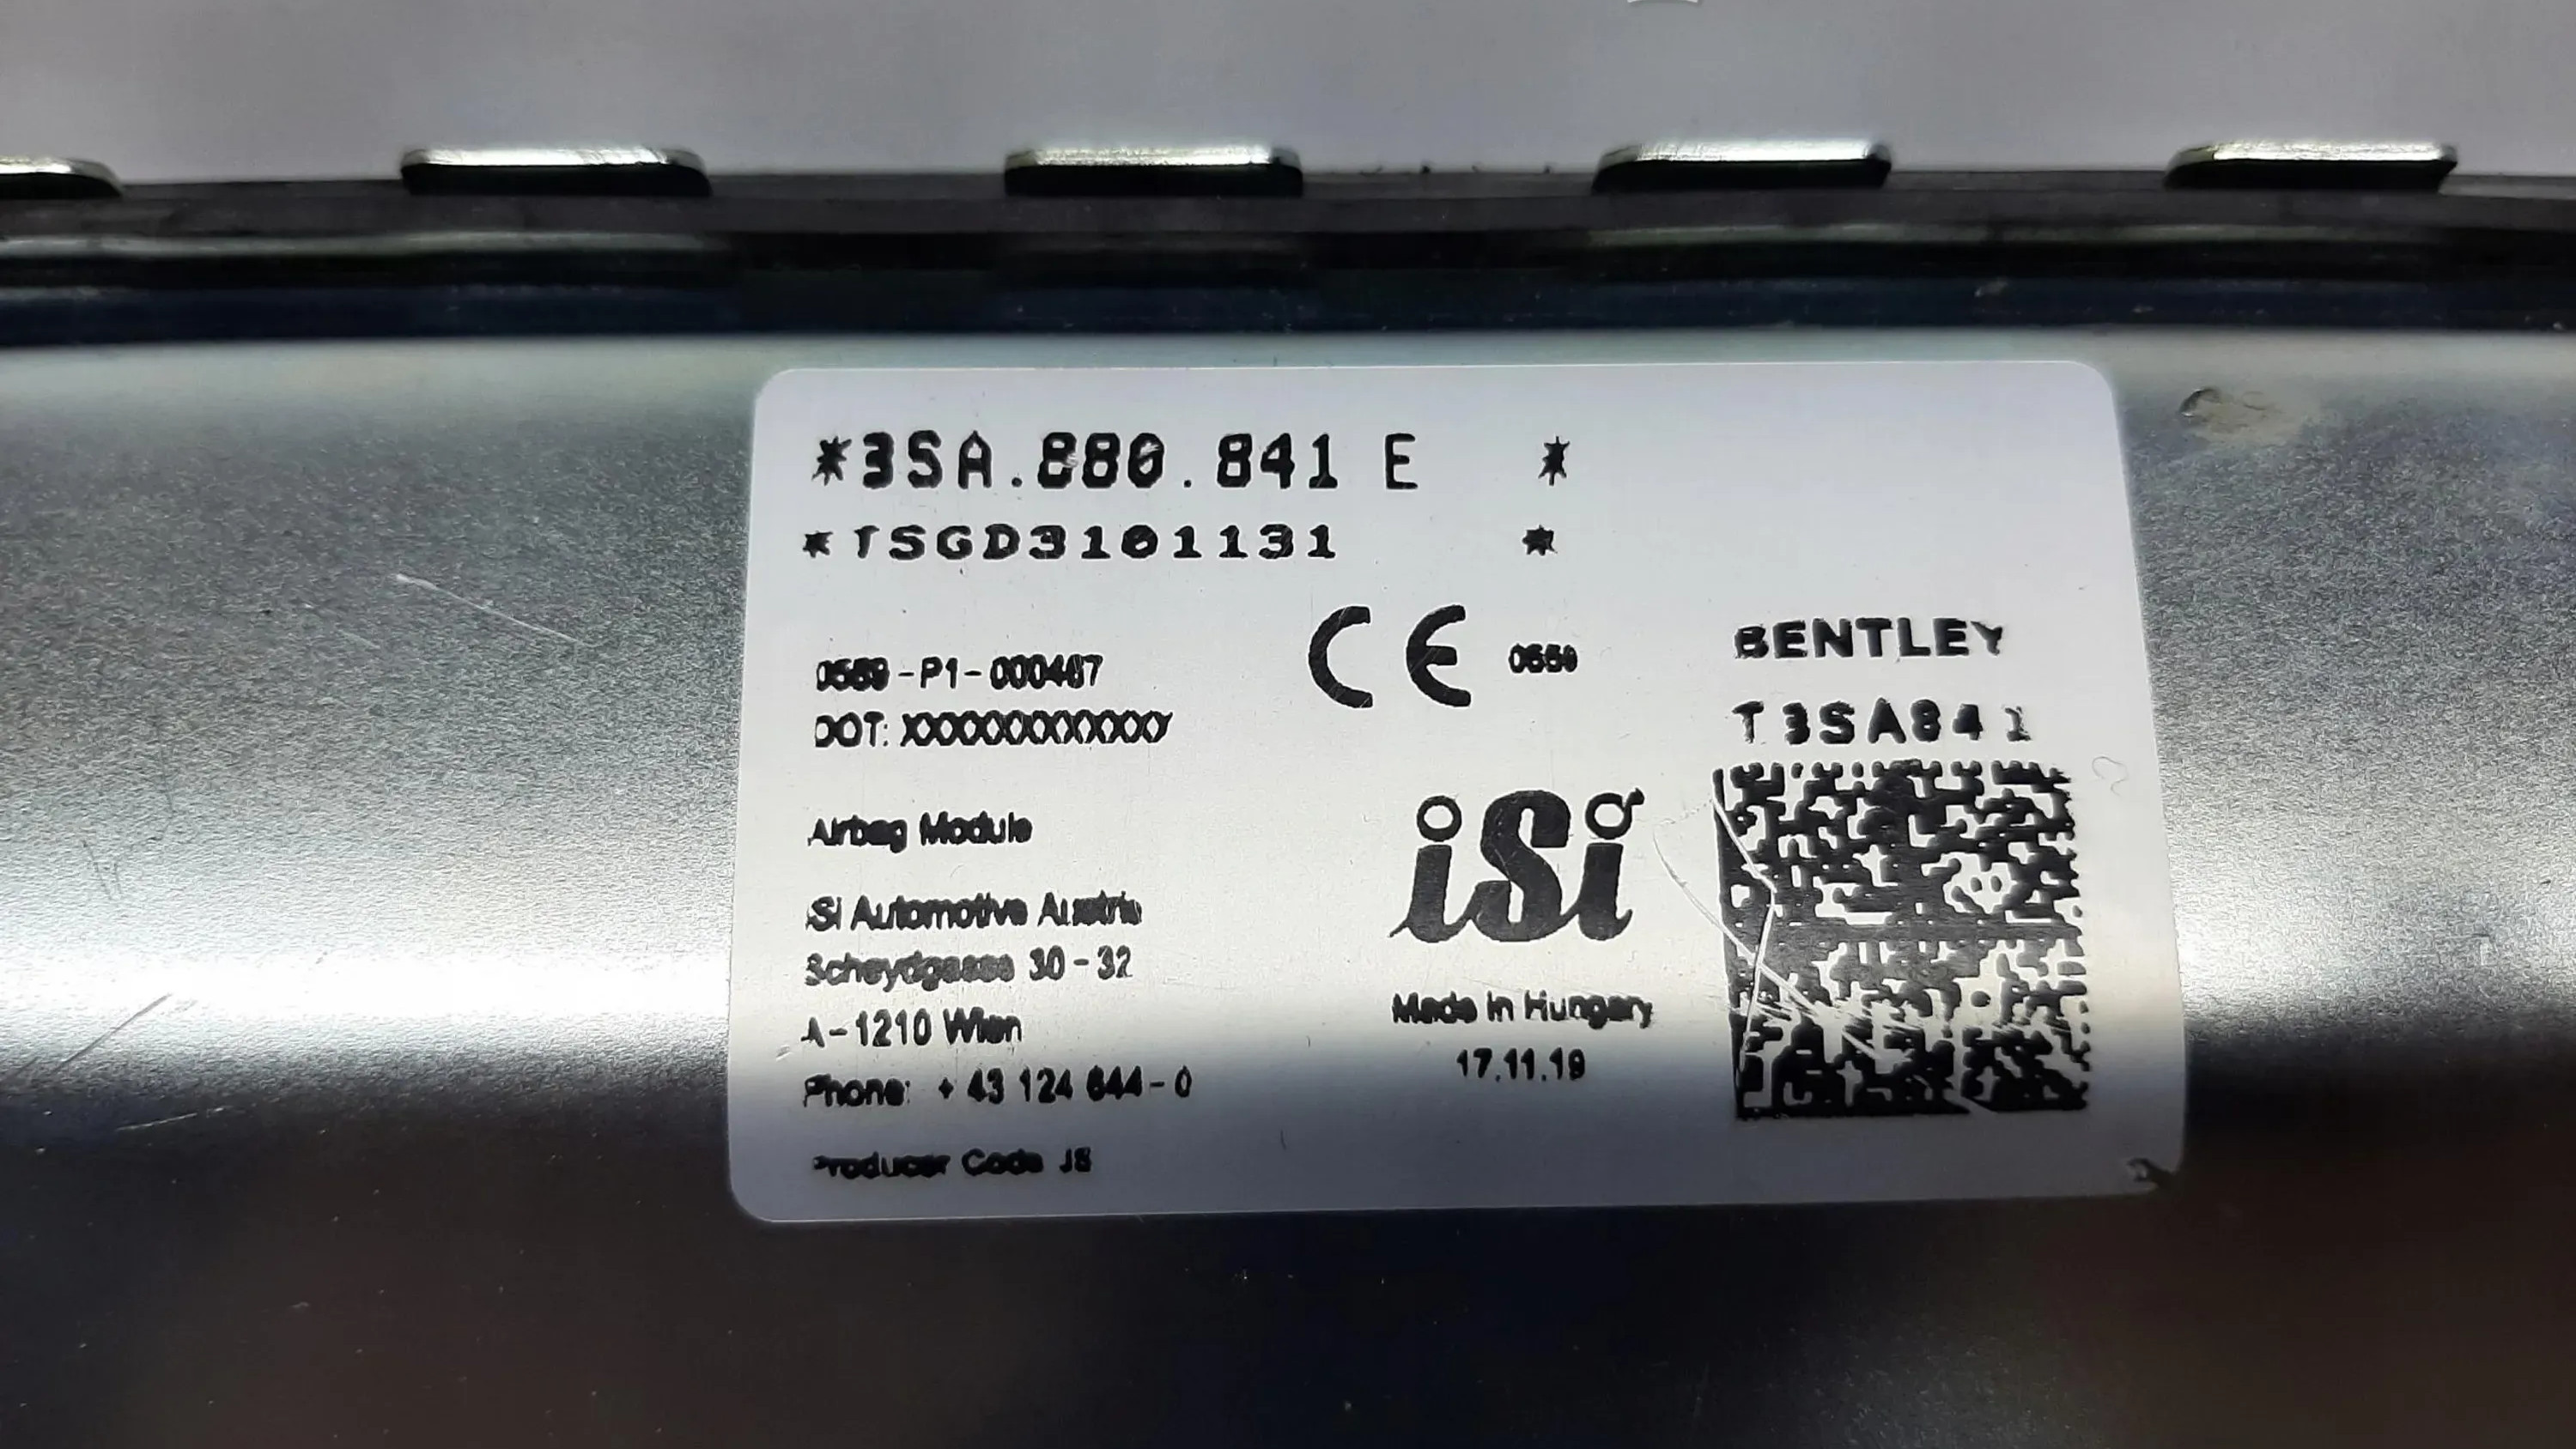 *3SA.880.841 E *
*TSGD3101131 *
0589-P1-000467
CE 0589
DOT: XXXXXXXXXXXX
BENTLEY
T3SA841
Airbag Module
iSi Automotive Austria
Scheydgasse 30-32
A-1210 Wien
Phone: + 43 124 644-0
Producer Code JS
iSi
Made in Hungary
17.11.19